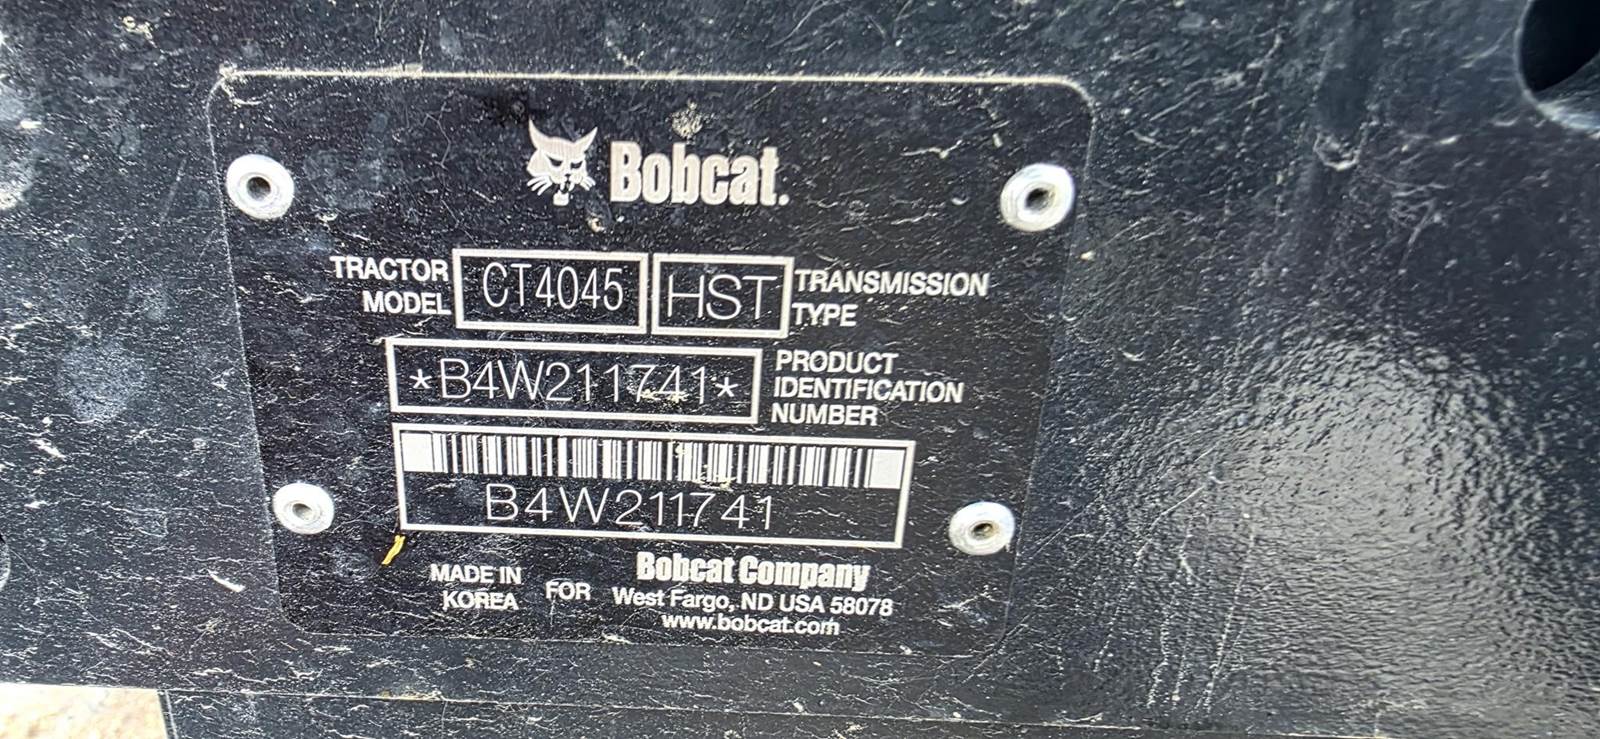 Bobcat.
TRACTOR MODEL CT4045 HST TRANSMISSION TYPE
*B4W211741* PRODUCT IDENTIFICATION NUMBER
B4W211741
MADE IN KOREA FOR Bobcat Company
West Fargo, ND USA 58078
www.bobcat.com